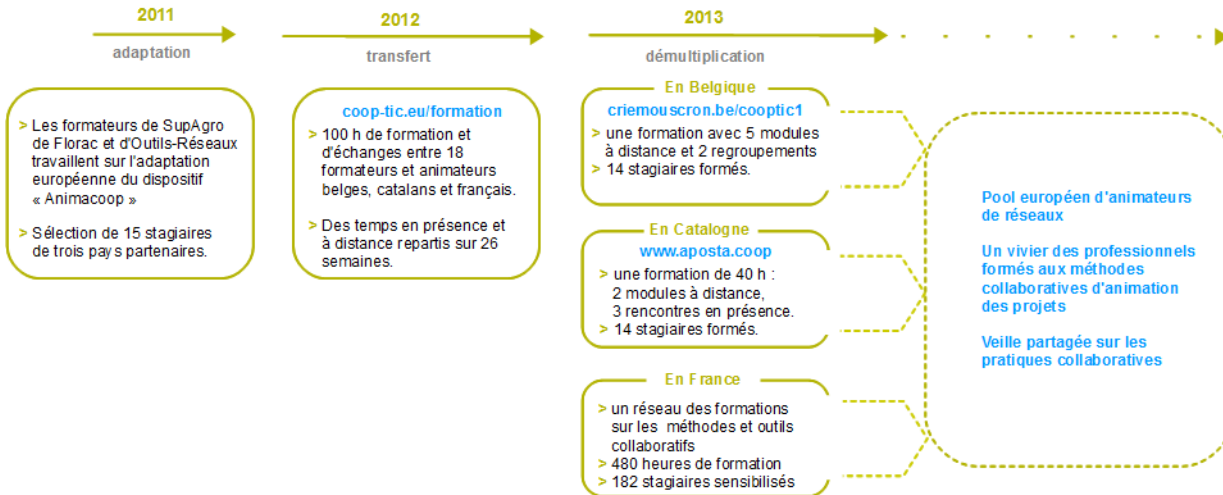 2011
adaptation
> Les formateurs de SupAgro
de Florac et d'Outils-Réseaux
travaillent sur l'adaptation
européenne du dispositif
« Animacoop »
> Sélection de 15 stagiaires
de trois pays partenaires.
2012
transfert
coop-tic.eu/formation
> 100 h de formation et
d'échanges entre 18
formateurs et animateurs
belges, catalans et français.
> Des temps en présence et
à distance repartis sur 26
semaines.
2013
démultiplication
En Belgique
criemouscron.be/cooptic1
> une formation avec 5 modules
à distance et 2 regroupements
> 14 stagiaires formés.
En Catalogne
www.aposta.coop
> une formation de 40 h :
2 modules à distance,
3 rencontres en présence.
> 14 stagiaires formés.
En France
> un réseau des formations
sur les méthodes et outils
collaboratifs
> 480 heures de formation
> 182 stagiaires sensibilisés
Pool européen d'animateurs
de réseaux
Un vivier des professionnels
formés aux méthodes
collaboratives d'animation
des projets
Veille partagée sur les
pratiques collaboratives